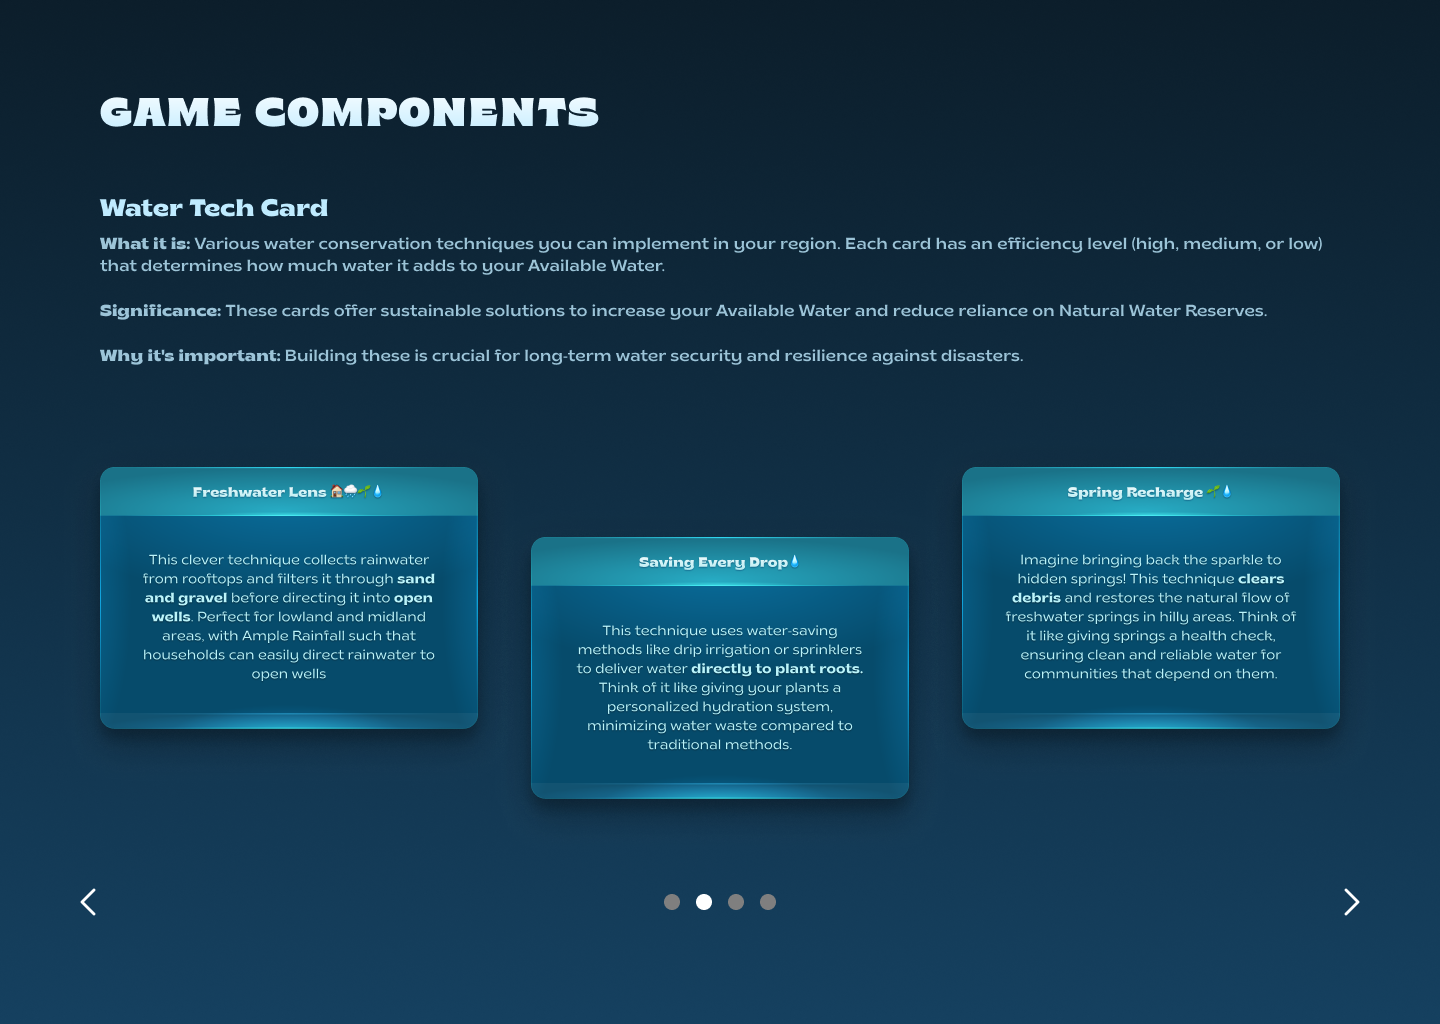 GAME COMPONENTS
Water Tech Card
What it is: Various water conservation techniques you can implement in your region. Each card has an efficiency level (high, medium, or low)
that determines how much water it adds to your Available Water.
Significance: These cards offer sustainable solutions to increase your Available Water and reduce reliance on Natural Water Reserves.
Why it's important: Building these is crucial for long-term water security and resilience against disasters.
Freshwater Lens 🏠🌧️🌱💧
This clever technique collects rainwater
from rooftops and filters it through sand
and gravel before directing it into open
wells. Perfect for lowland and midland
areas, with Ample Rainfall such that
households can easily direct rainwater to
open wells
Saving Every Drop💧
This technique uses water-saving
methods like drip irrigation or sprinklers
to deliver water directly to plant roots.
Think of it like giving your plants a
personalized hydration system,
minimizing water waste compared to
traditional methods.
Spring Recharge 🌱💧
Imagine bringing back the sparkle to
hidden springs! This technique clears
debris and restores the natural flow of
freshwater springs in hilly areas. Think of
it like giving springs a health check,
ensuring clean and reliable water for
communities that depend on them.